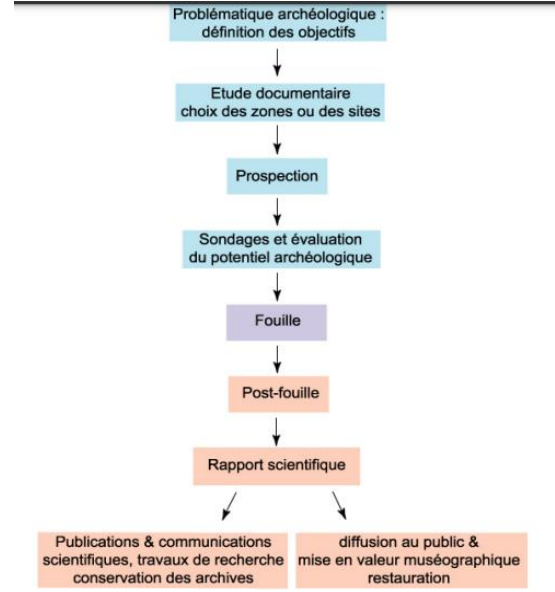 Problématique archéologique :
définition des objectifs
Etude documentaire
choix des zones ou des sites
Prospection
Sondages et évaluation
du potentiel archéologique
Fouille
Post-fouille
Rapport scientifique
Publications & communications
scientifiques, travaux de recherche
conservation des archives
diffusion au public &
mise en valeur muséographique
restauration